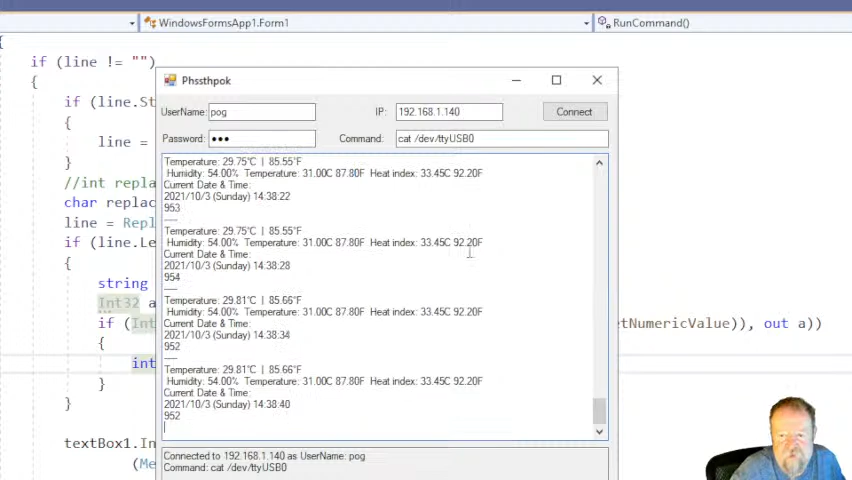 WindowsFormsApp1.Form1
RunCommand()
{
if (line != "")
{
if (line.St
{
line =
}
//int repla
char replac
line = Repl
if (line.Le
{
string
Int32 a
if (Int
etNumericValue)), out a))
{
int
}
}
textBox1.In
(Me
Phssthpok
UserName: pog
IP: 192.168.1.140
Connect
Password: •••
Command: cat /dev/ttyUSB0
Temperature: 29.75°C | 85.55°F
Humidity: 54.00% Temperature: 31.00C 87.80F Heat index: 33.45C 92.20F
Current Date & Time:
2021/10/3 (Sunday) 14:38:22
953
----
Temperature: 29.75°C | 85.55°F
Humidity: 54.00% Temperature: 31.00C 87.80F Heat index: 33.45C 92.20F
Current Date & Time:
2021/10/3 (Sunday) 14:38:28
954
----
Temperature: 29.81°C | 85.66°F
Humidity: 54.00% Temperature: 31.00C 87.80F Heat index: 33.45C 92.20F
Current Date & Time:
2021/10/3 (Sunday) 14:38:34
952
----
Temperature: 29.81°C | 85.66°F
Humidity: 54.00% Temperature: 31.00C 87.80F Heat index: 33.45C 92.20F
Current Date & Time:
2021/10/3 (Sunday) 14:38:40
952
Connected to 192.168.1.140 as UserName: pog
Command: cat /dev/ttyUSB0